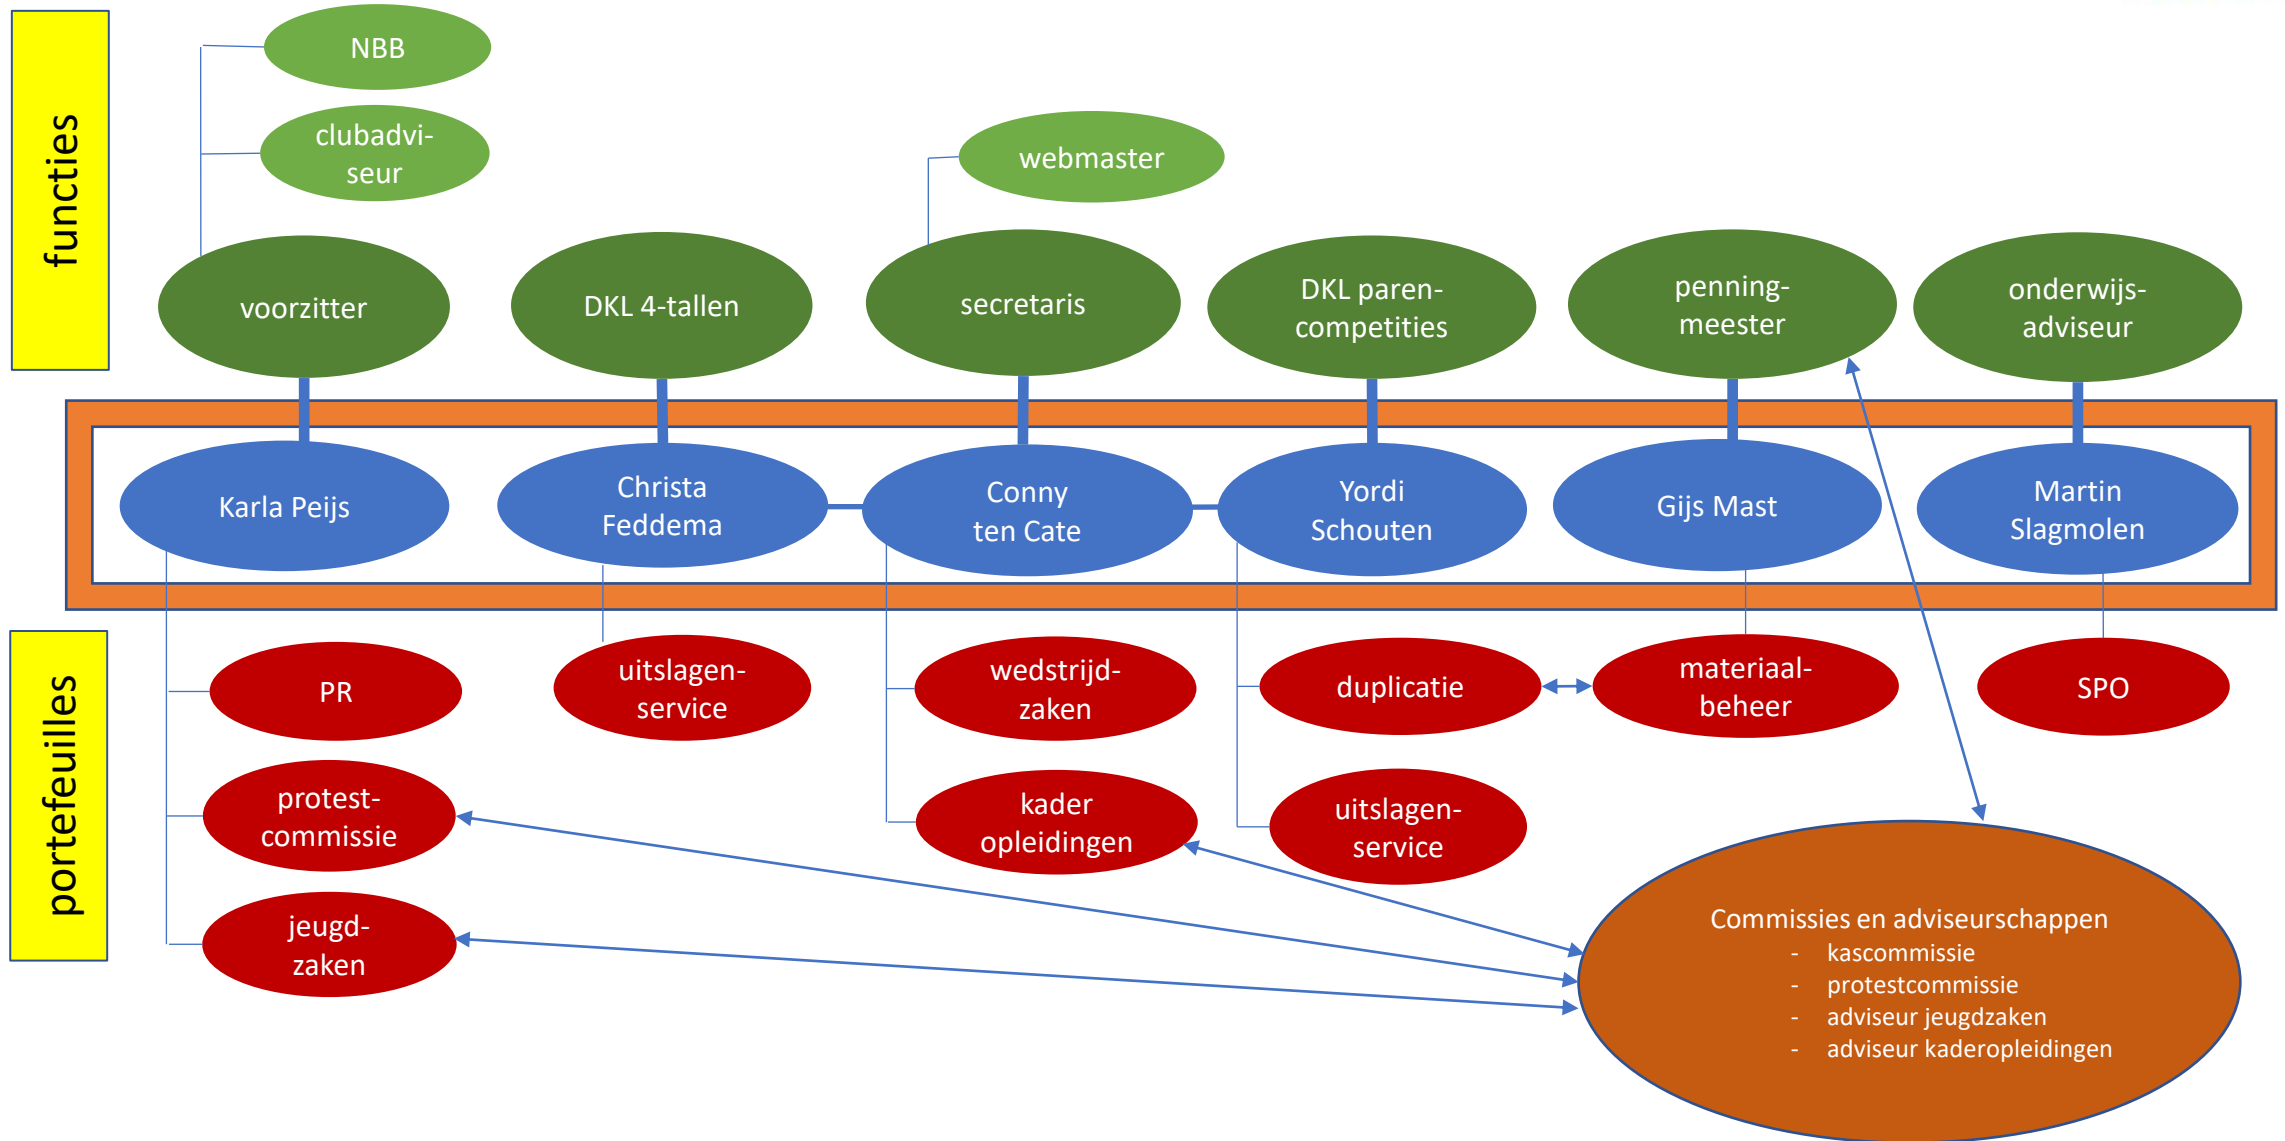 functies
NBB
clubadvi-
seur
webmaster
voorzitter
DKL 4-tallen
secretaris
DKL paren-
competities
penning-
meester
onderwijs-
adviseur
Karla Peijs
Christa
Feddema
Conny
ten Cate
Yordi
Schouten
Gijs Mast
Martin
Slagmolen
portefeuilles
PR
uitslagen-
service
wedstrijd-
zaken
duplicatie
materiaal-
beheer
SPO
protest-
commissie
kader
opleidingen
uitslagen-
service
jeugd-
zaken
Commissies en adviseurschappen
- kascommissie
- protestcommissie
- adviseur jeugdzaken
- adviseur kaderopleidingen